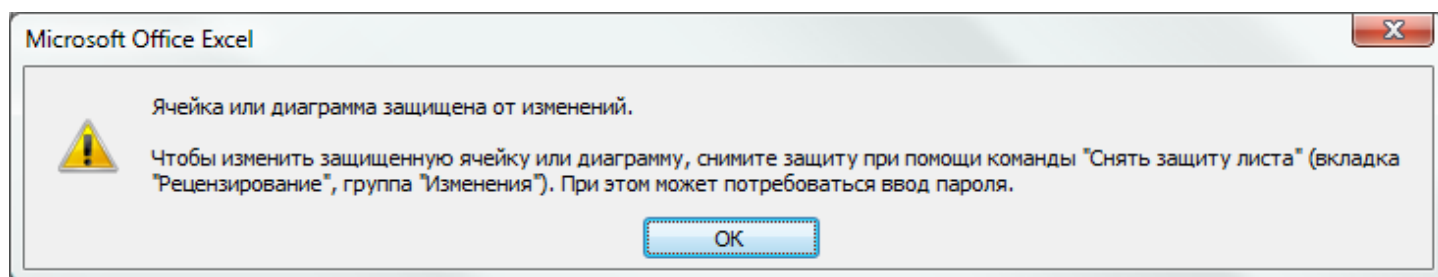 Microsoft Office Excel
Ячейка или диаграмма защищена от изменений.
Чтобы изменить защищенную ячейку или диаграмму, снимите защиту при помощи команды "Снять защиту листа" (вкладка
"Рецензирование", группа "Изменения"). При этом может потребоваться ввод пароля.
ОК